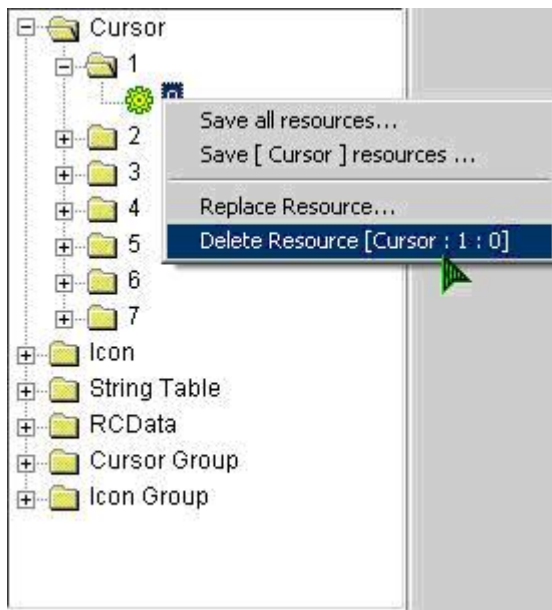 Cursor
1
0
2
3
4
5
6
7
Icon
String Table
RCData
Cursor Group
Icon Group
Save all resources...
Save [ Cursor ] resources ...
Replace Resource...
Delete Resource [Cursor : 1 : 0]